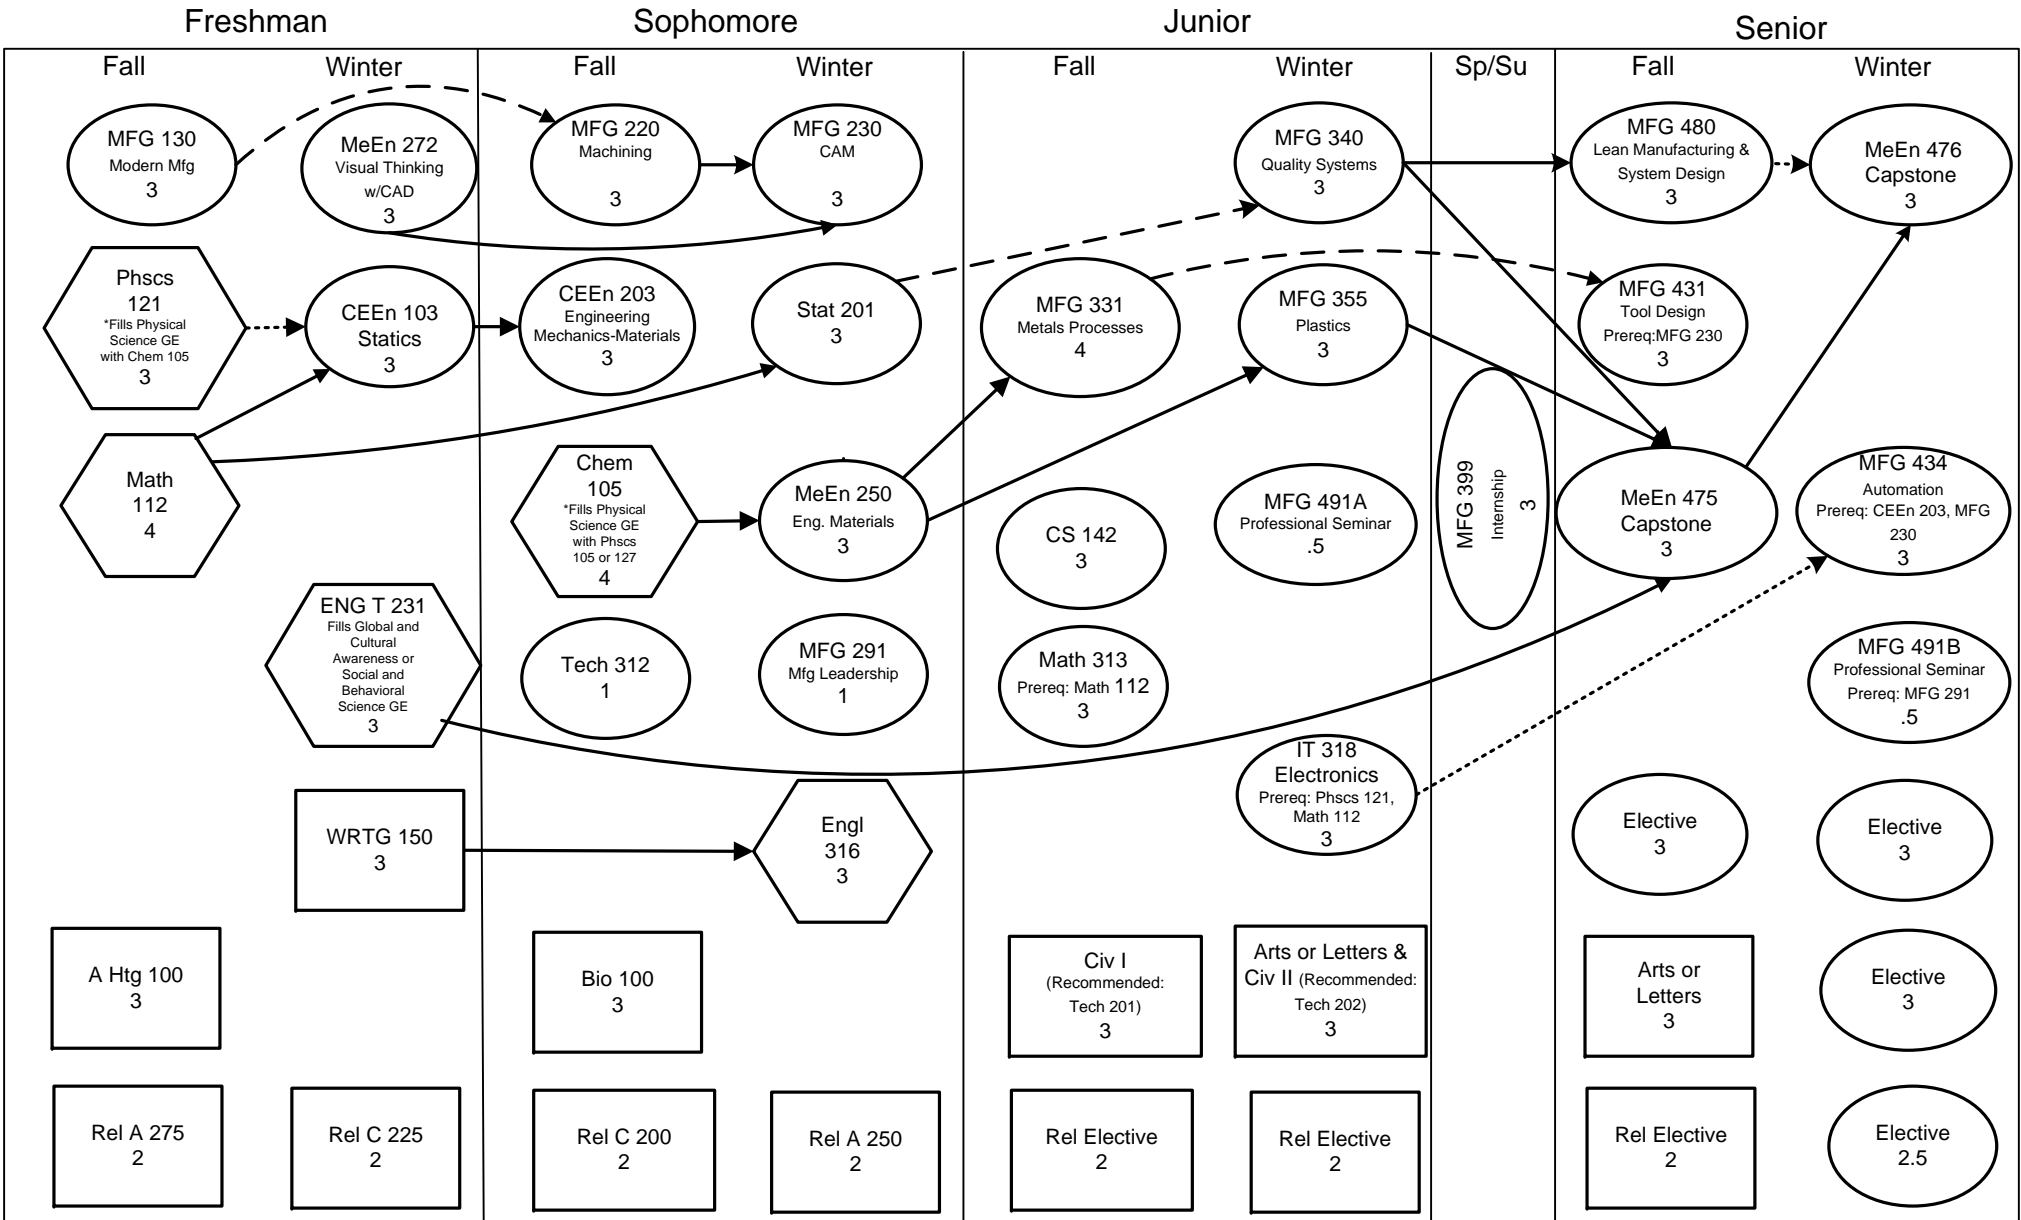 Freshman
Sophomore
Junior
Senior
Fall
Winter
Fall
Winter
Fall
Winter
Sp/Su
Fall
Winter
MFG 130
Modern Mfg
3
MeEn 272
Visual Thinking
w/CAD
3
MFG 220
Machining
3
MFG 230
CAM
3
MFG 340
Quality Systems
3
MFG 480
Lean Manufacturing &
System Design
3
MeEn 476
Capstone
3
Phscs
121
*Fills Physical
Science GE
with Chem 105
3
CEEn 103
Statics
3
CEEn 203
Engineering
Mechanics-Materials
3
Stat 201
3
MFG 331
Metals Processes
4
MFG 355
Plastics
3
MFG 431
Tool Design
Prereq:MFG 230
3
Math
112
4
Chem
105
*Fills Physical
Science GE
with Phscs
105 or 127
4
MeEn 250
Eng. Materials
3
CS 142
3
MFG 491A
Professional Seminar
.5
MFG 399
Internship
3
MeEn 475
Capstone
3
MFG 434
Automation
Prereq: CEEn 203, MFG
230
3
ENG T 231
Fills Global and
Cultural
Awareness or
Social and
Behavioral
Science GE
3
Tech 312
1
MFG 291
Mfg Leadership
1
Math 313
Prereq: Math 112
3
MFG 491B
Professional Seminar
Prereq: MFG 291
.5
WRTG 150
3
Engl
316
3
IT 318
Electronics
Prereq: Phscs 121,
Math 112
3
Elective
3
Elective
3
A Htg 100
3
Bio 100
3
Civ I
(Recommended:
Tech 201)
3
Arts or Letters &
Civ II (Recommended:
Tech 202)
3
Arts or
Letters
3
Elective
3
Rel A 275
2
Rel C 225
2
Rel C 200
2
Rel A 250
2
Rel Elective
2
Rel Elective
2
Rel Elective
2
Elective
2.5